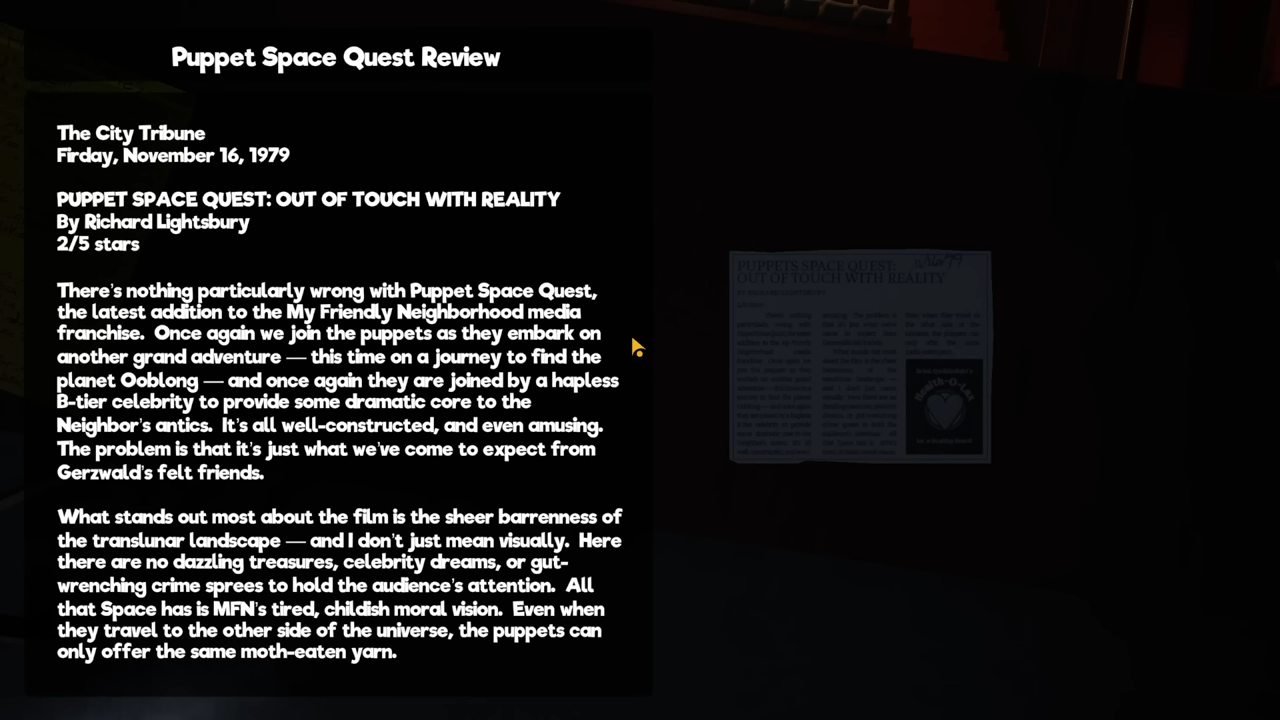 Puppet Space Quest Review
The City Tribune
Firday, November 16, 1979
PUPPET SPACE QUEST: OUT OF TOUCH WITH REALITY
By Richard Lightsbury
2/5 stars
There's nothing particularly wrong with Puppet Space Quest,
the latest addition to the My Friendly Neighborhood media
franchise.  Once again we join the puppets as they embark on
another grand adventure — this time on a journey to find the
planet Ooblong — and once again they are joined by a hapless
B-tier celebrity to provide some dramatic core to the
Neighbor's antics.  It's all well-constructed, and even amusing.
The problem is that it's just what we've come to expect from
Gerzwald's felt friends.
What stands out most about the film is the sheer barrenness of
the translunar landscape — and I don't just mean visually.  Here
there are no dazzling treasures, celebrity dreams, or gut-
wrenching crime sprees to hold the audience's attention.  All
that Space has is MFN's tired, childish moral vision.  Even when
they travel to the other side of the universe, the puppets can
only offer the same moth-eaten yarn.
PUPPETS SPACE QUEST:
OUT OF TOUCH WITH REALITY
Health-O-Las